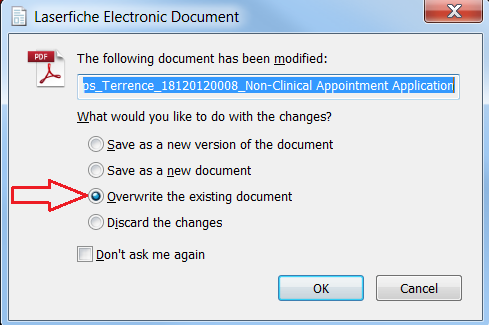 Laserfiche Electronic Document
PDF
The following document has been modified:
os_Terrence_18120120008_Non-Clinical Appointment Application
What would you like to do with the changes?
Save as a new version of the document
Save as a new document
Overwrite the existing document
Discard the changes
Don't ask me again
OK
Cancel